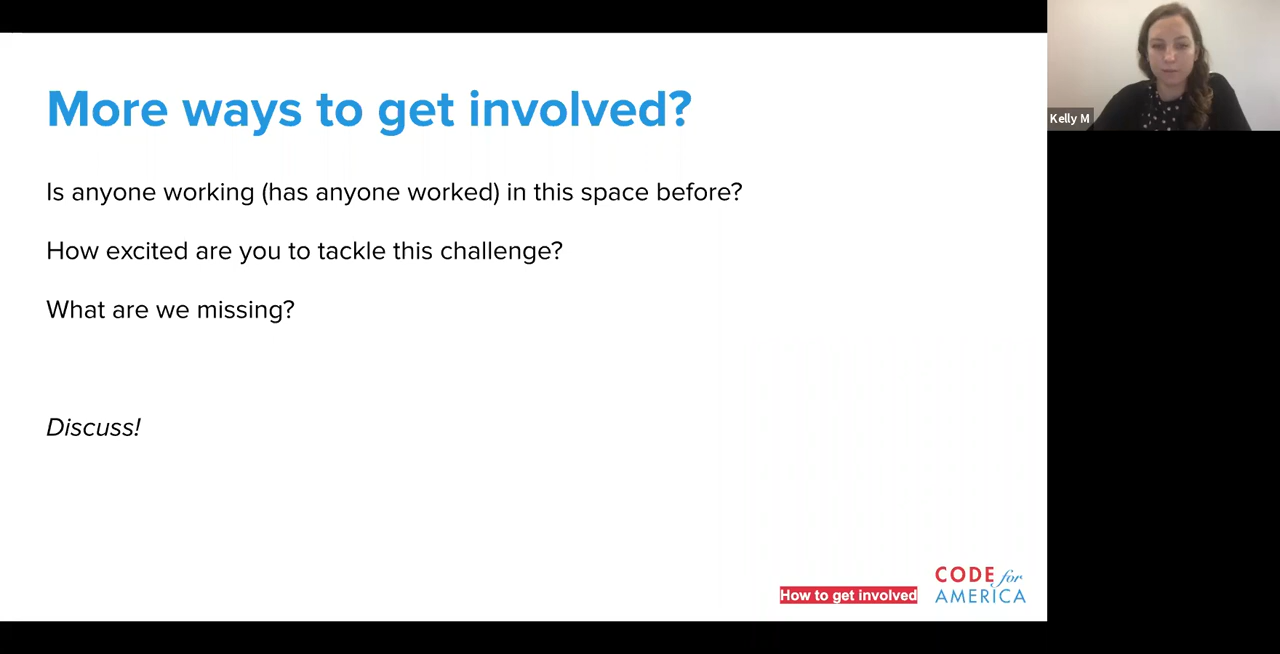 More ways to get involved?
Kelly M
Is anyone working (has anyone worked) in this space before?
How excited are you to tackle this challenge?
What are we missing?
Discuss!
How to get involved
CODE for
AMERICA